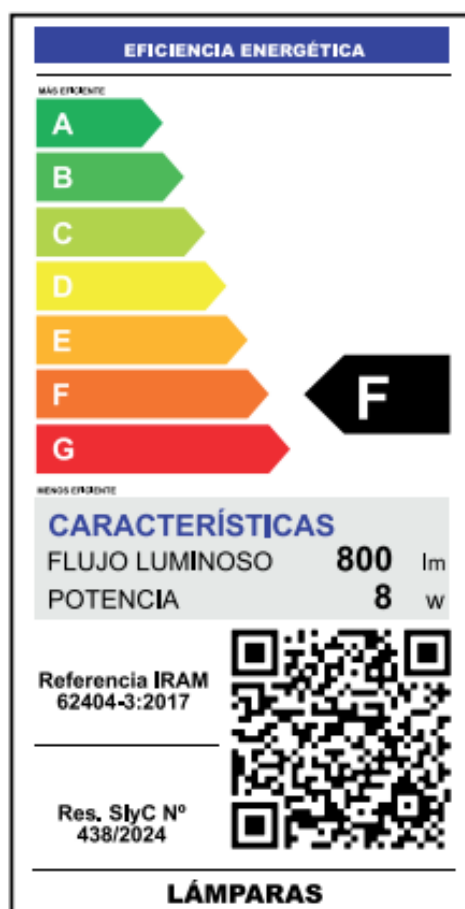 EFICIENCIA ENERGÉTICA
MÁS EFICIENTE
A
B
C
D
E
F
F
G
MENOS EFICIENTE
CARACTERÍSTICAS
FLUJO LUMINOSO 800 lm
POTENCIA 8 w
Referencia IRAM
62404-3:2017
Res. SIyC Nº
438/2024
LÁMPARAS